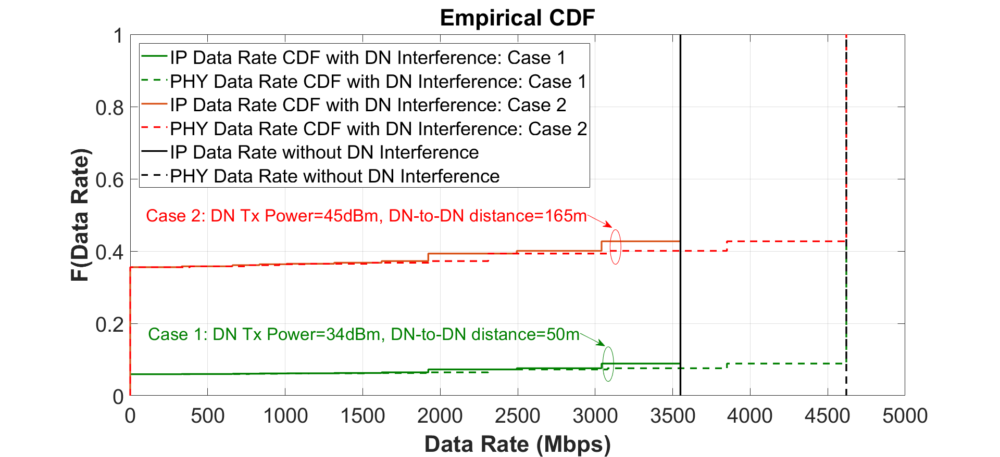 Empirical CDF
1
0.8
0.6
0.4
0.2
0
F(Data Rate)
IP Data Rate CDF with DN Interference: Case 1
PHY Data Rate CDF with DN Interference: Case 1
IP Data Rate CDF with DN Interference: Case 2
PHY Data Rate CDF with DN Interference: Case 2
IP Data Rate without DN Interference
PHY Data Rate without DN Interference
Case 2: DN Tx Power=45dBm, DN-to-DN distance=165m
Case 1: DN Tx Power=34dBm, DN-to-DN distance=50m
0 500 1000 1500 2000 2500 3000 3500 4000 4500 5000
Data Rate (Mbps)